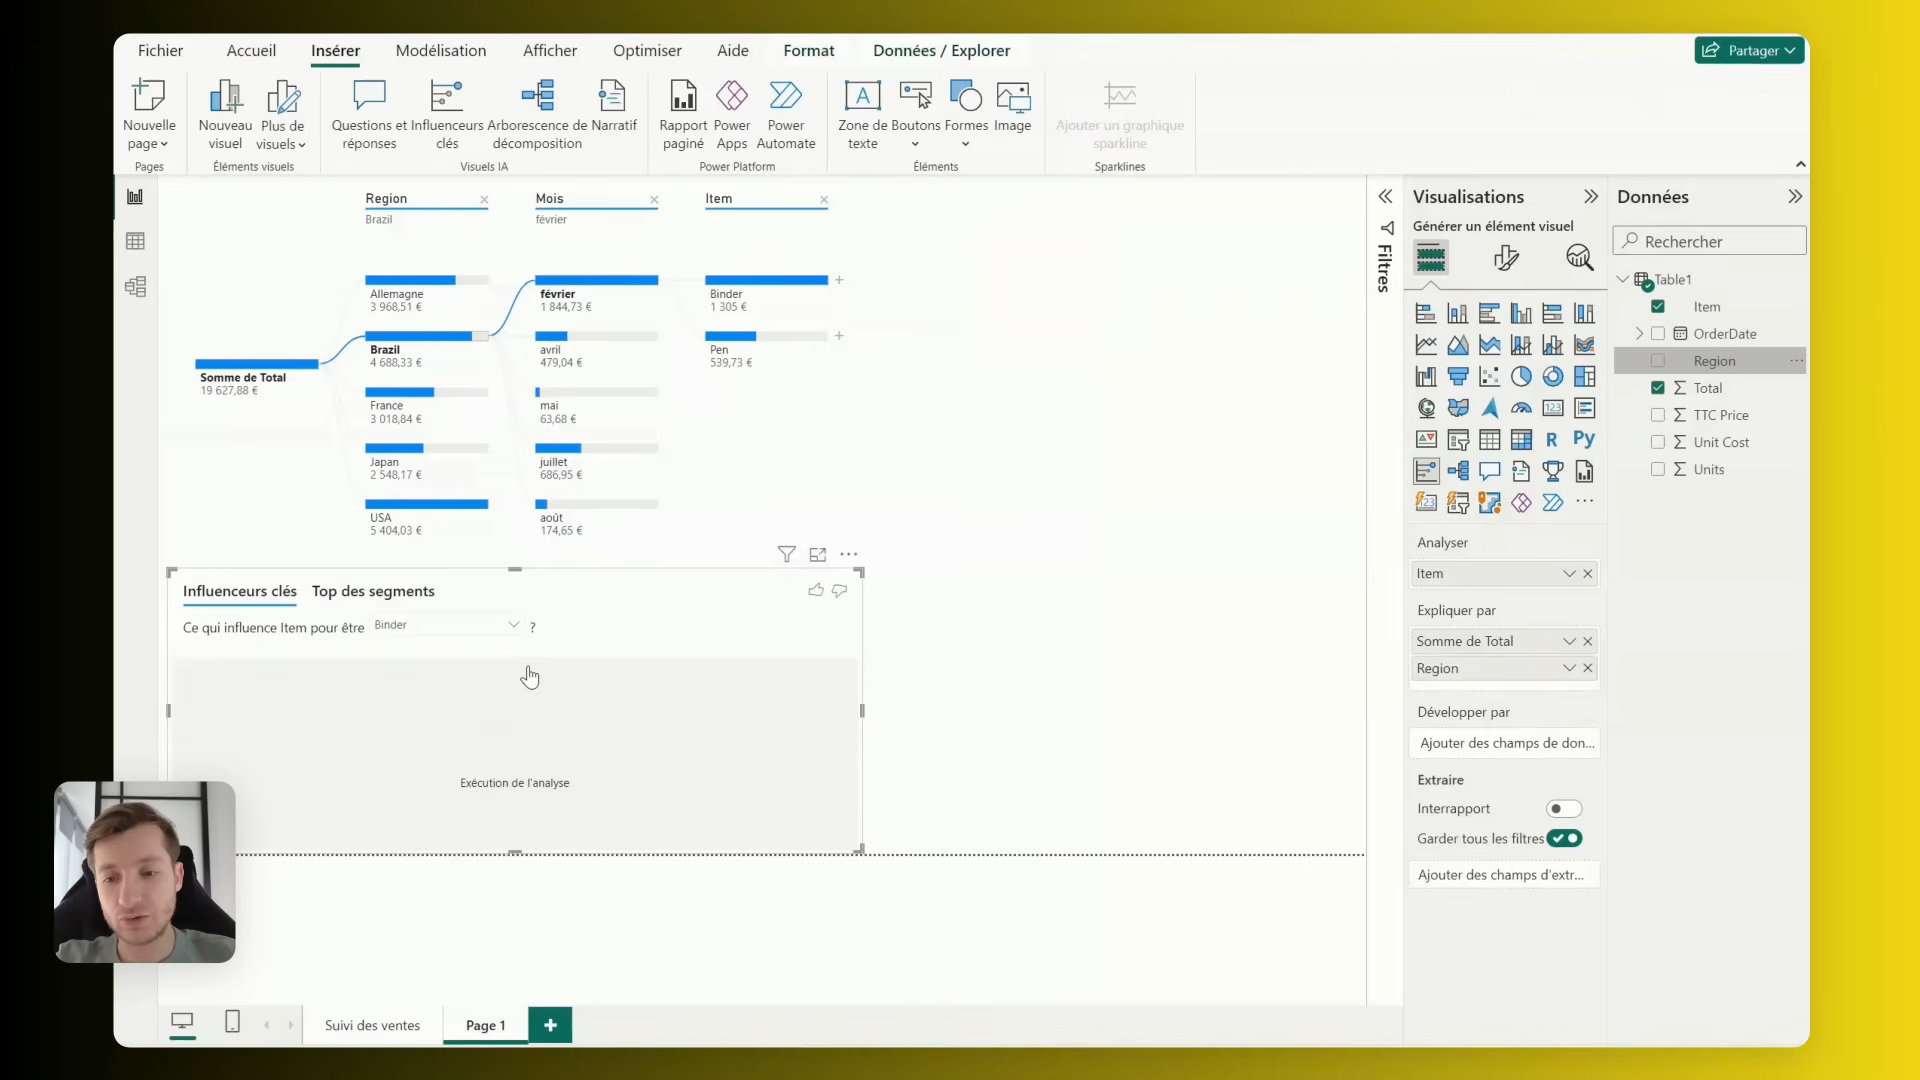 Fichier Accueil Insérer Modélisation Afficher Optimiser Aide Format Données / Explorer Partager
Nouvelle page
Nouveau visuel
Plus de visuels
Questions et réponses
Influenceurs clés
Arborescence de décomposition
Narratif
Rapport paginé
Power Apps
Power Automate
Zone de texte
Boutons
Formes
Image
Ajouter un graphique sparkline
Pages
Éléments visuels
Visuels IA
Power Platform
Éléments
Sparklines
Region
Brazil
Mois
février
Item
Somme de Total
19 627,88 €
Allemagne
3 968,51 €
Brazil
4 688,33 €
France
3 018,84 €
Japan
2 548,17 €
USA
5 404,03 €
février
1 844,73 €
avril
479,04 €
mai
63,68 €
juillet
686,95 €
août
174,65 €
Binder
1 305 €
Pen
539,73 €
Influenceurs clés Top des segments
Ce qui influence Item pour être Binder ?
Exécution de l'analyse
Filtres
Visualisations
Générer un élément visuel
123
R
Py
123
Analyser
Item
Expliquer par
Somme de Total
Region
Développer par
Ajouter des champs de don...
Extraire
Interrapport
Garder tous les filtres
Ajouter des champs d'extr...
Données
Rechercher
Table1
Item
OrderDate
Region
Total
TTC Price
Unit Cost
Units
Suivi des ventes
Page 1